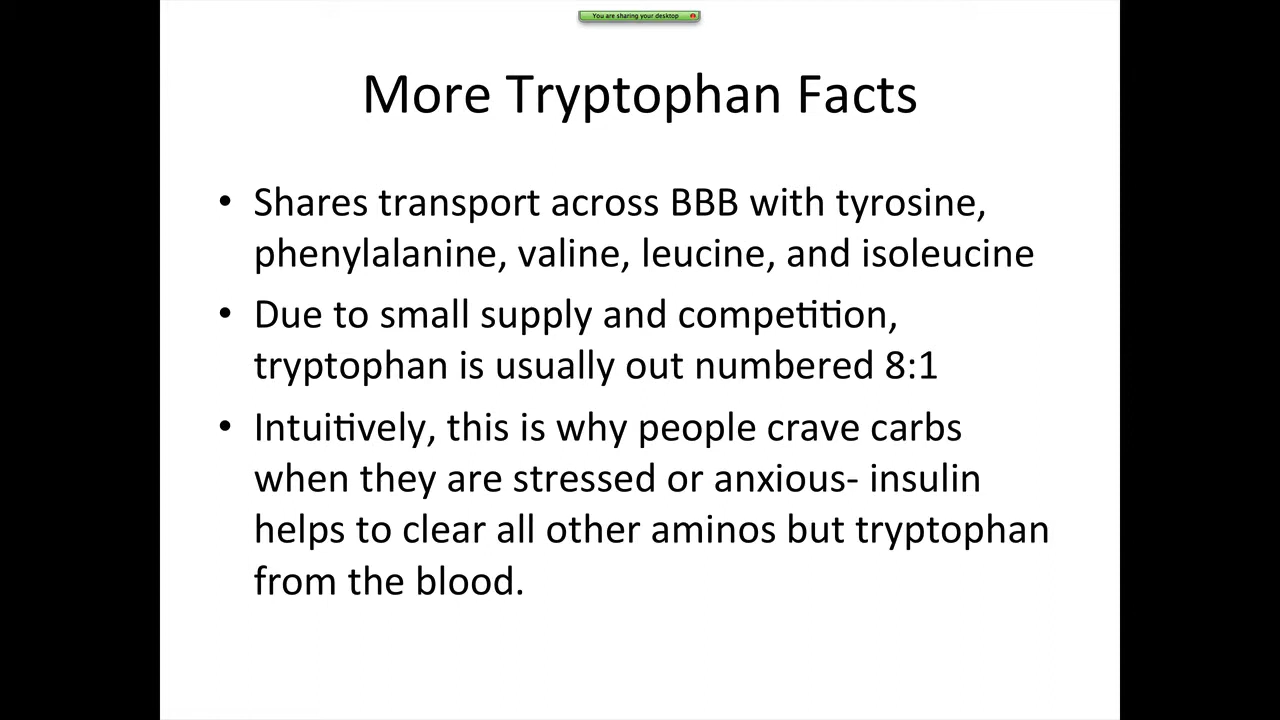 You are sharing your desktop
More Tryptophan Facts
• Shares transport across BBB with tyrosine,
phenylalanine, valine, leucine, and isoleucine
• Due to small supply and competition,
tryptophan is usually out numbered 8:1
• Intuitively, this is why people crave carbs
when they are stressed or anxious- insulin
helps to clear all other aminos but tryptophan
from the blood.